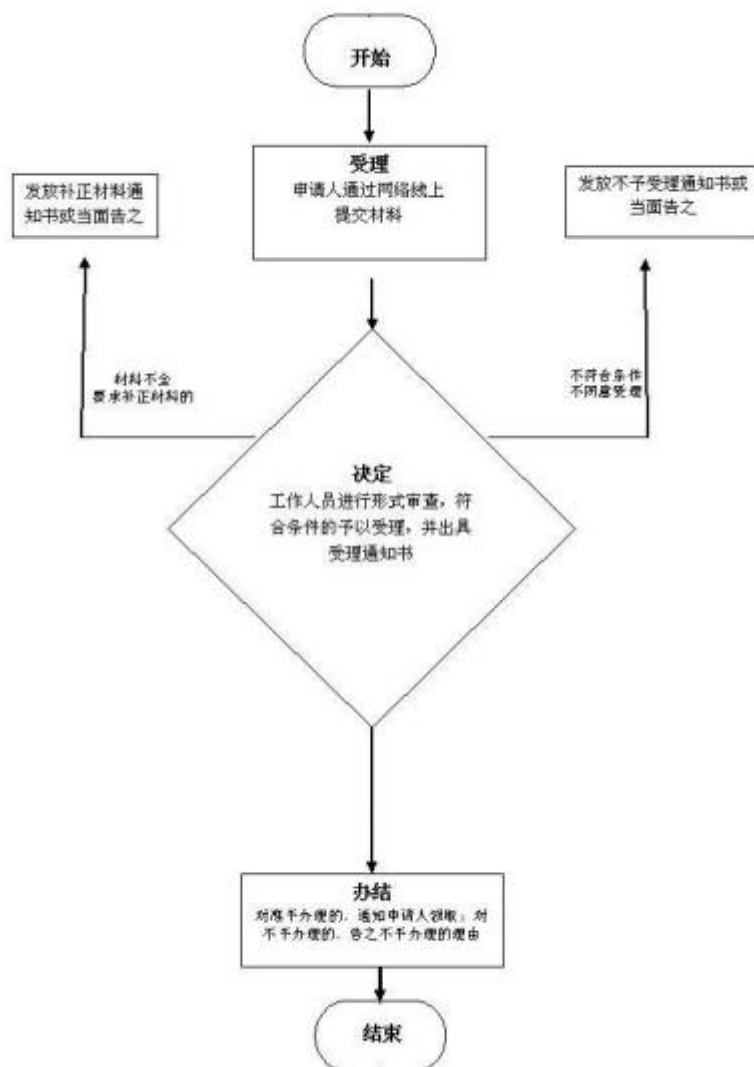 开始
受理
申请人通过网络线上
提交材料
发放补正材料通
知书或当面告之
发放不予受理通知书或
当面告之
材料不全
要求补正材料的
不符合条件
不同意受理
决定
工作人员进行形式审查，符
合条件的予以受理，并出具
受理通知书
办结
对准予办理的，通知申请人领取；对
不予办理的，告之不予办理的理由
结束